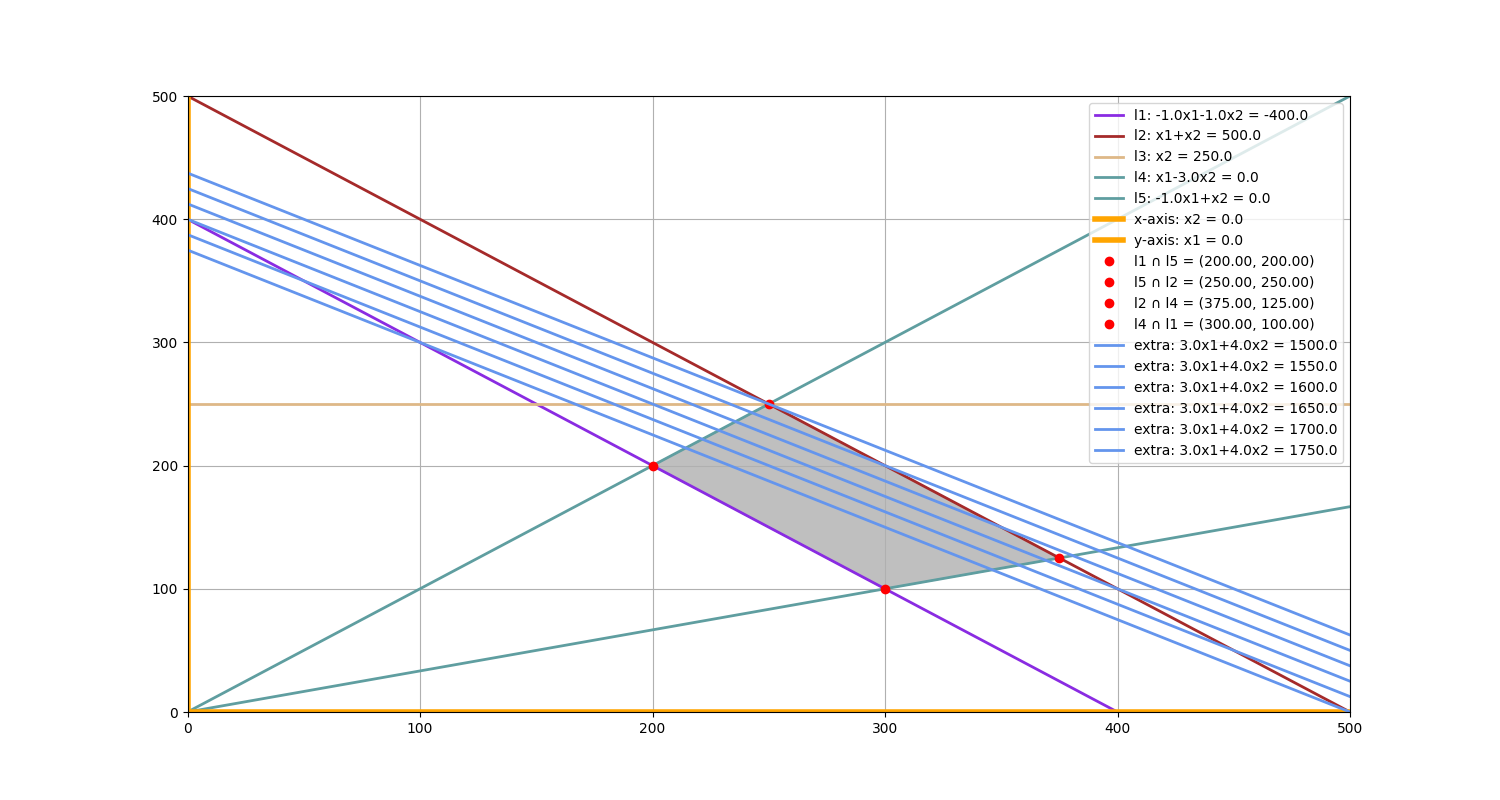 500
400
300
200
100
0
0 100 200 300 400 500
l1: -1.0x1-1.0x2 = -400.0
l2: x1+x2 = 500.0
l3: x2 = 250.0
l4: x1-3.0x2 = 0.0
l5: -1.0x1+x2 = 0.0
x-axis: x2 = 0.0
y-axis: x1 = 0.0
l1 ∩ l5 = (200.00, 200.00)
l5 ∩ l2 = (250.00, 250.00)
l2 ∩ l4 = (375.00, 125.00)
l4 ∩ l1 = (300.00, 100.00)
extra: 3.0x1+4.0x2 = 1500.0
extra: 3.0x1+4.0x2 = 1550.0
extra: 3.0x1+4.0x2 = 1600.0
extra: 3.0x1+4.0x2 = 1650.0
extra: 3.0x1+4.0x2 = 1700.0
extra: 3.0x1+4.0x2 = 1750.0